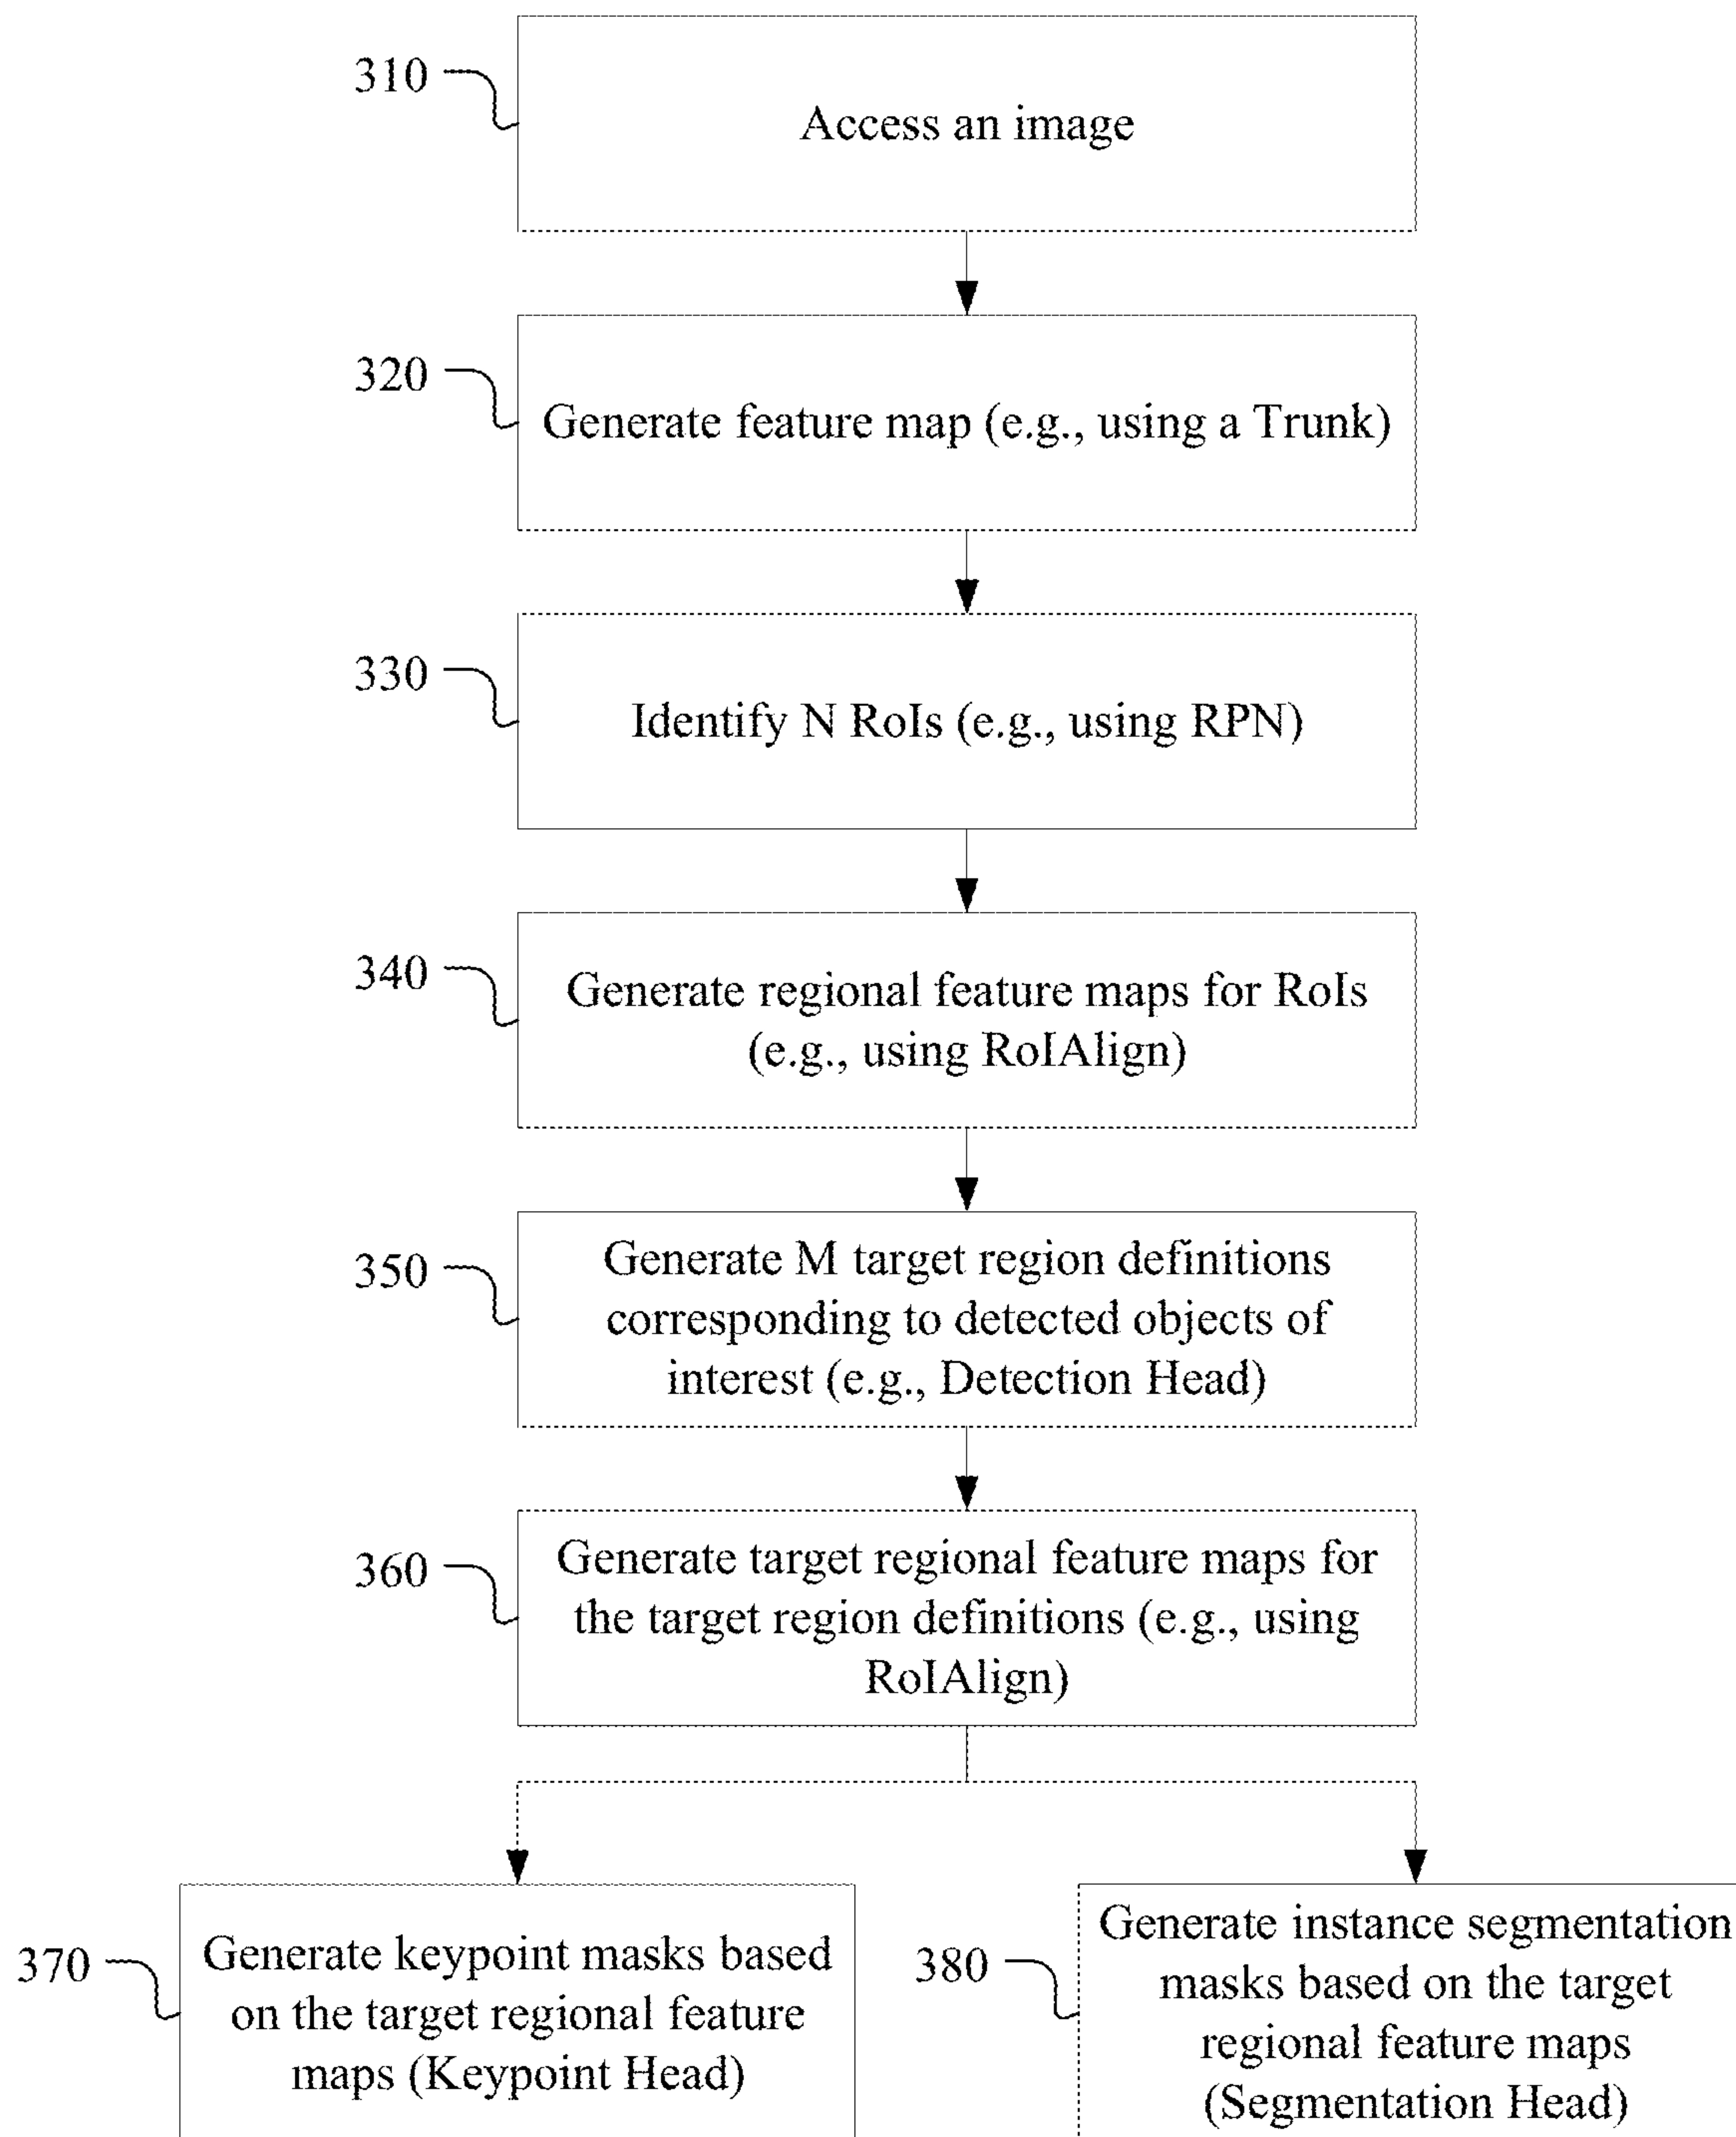 310
Access an image
320
Generate feature map (e.g., using a Trunk)
330
Identify N RoIs (e.g., using RPN)
340
Generate regional feature maps for RoIs
(e.g., using RoIAlign)
350
Generate M target region definitions
corresponding to detected objects of
interest (e.g., Detection Head)
360
Generate target regional feature maps for
the target region definitions (e.g., using
RoIAlign)
370
Generate keypoint masks based
on the target regional feature
maps (Keypoint Head)
380
Generate instance segmentation
masks based on the target
regional feature maps
(Segmentation Head)